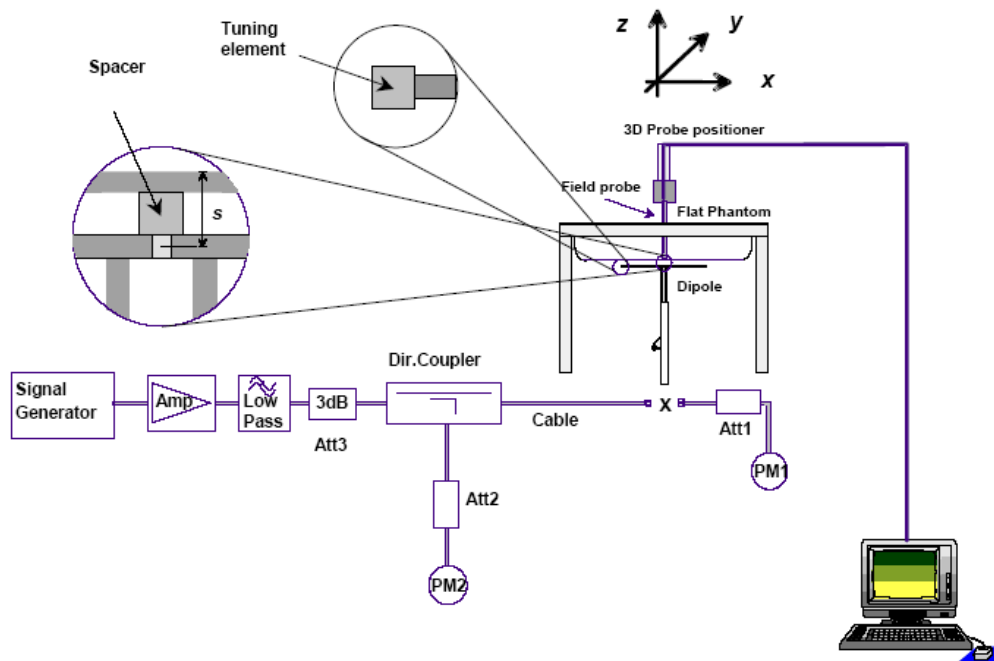 Tuning
element
Spacer
s
z
y
x
3D Probe positioner
Field probe
Flat Phantom
Dipole
Signal
Generator
Amp
Low
Pass
3dB
Att3
Dir.Coupler
Cable
x
Att1
PM1
Att2
PM2